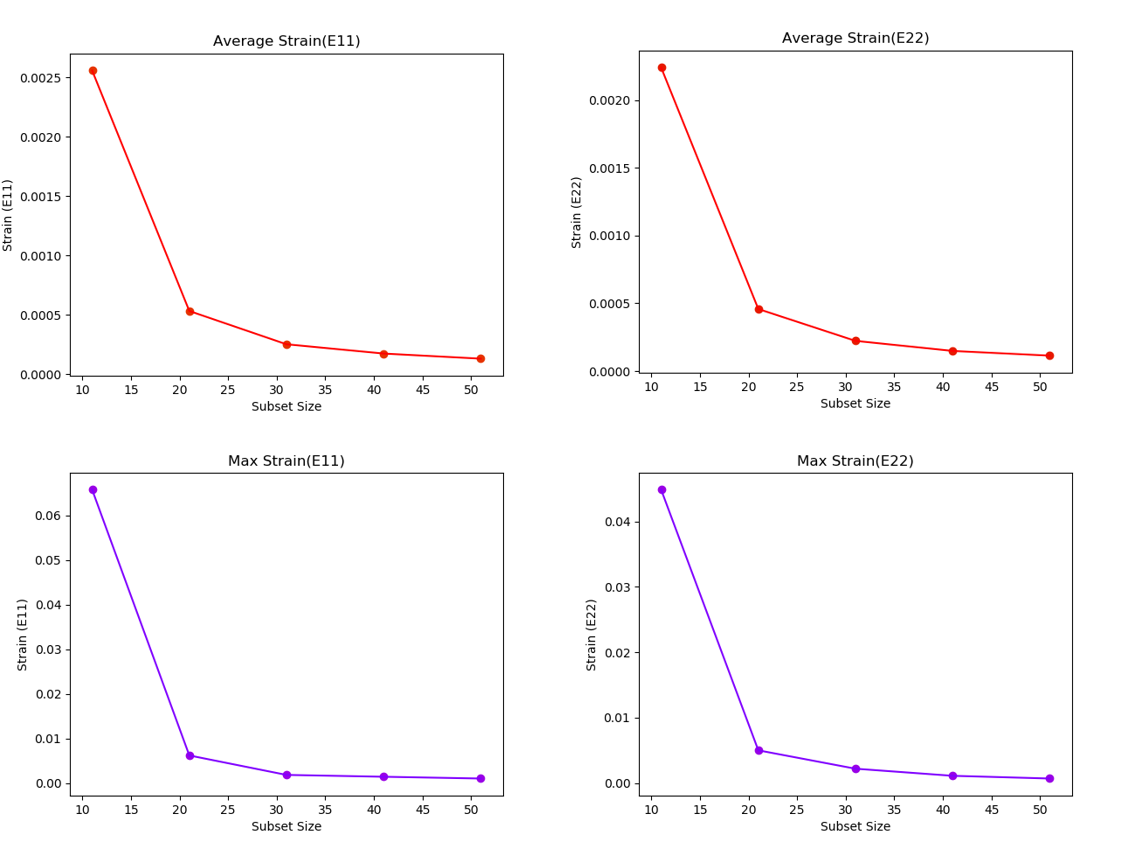 Average Strain(E11)
Strain (E11)
0.0025
0.0020
0.0015
0.0010
0.0005
0.0000
10 15 20 25 30 35 40 45 50
Subset Size
Average Strain(E22)
Strain (E22)
0.0020
0.0015
0.0010
0.0005
0.0000
10 15 20 25 30 35 40 45 50
Subset Size
Max Strain(E11)
Strain (E11)
0.06
0.05
0.04
0.03
0.02
0.01
0.00
10 15 20 25 30 35 40 45 50
Subset Size
Max Strain(E22)
Strain (E22)
0.04
0.03
0.02
0.01
0.00
10 15 20 25 30 35 40 45 50
Subset Size